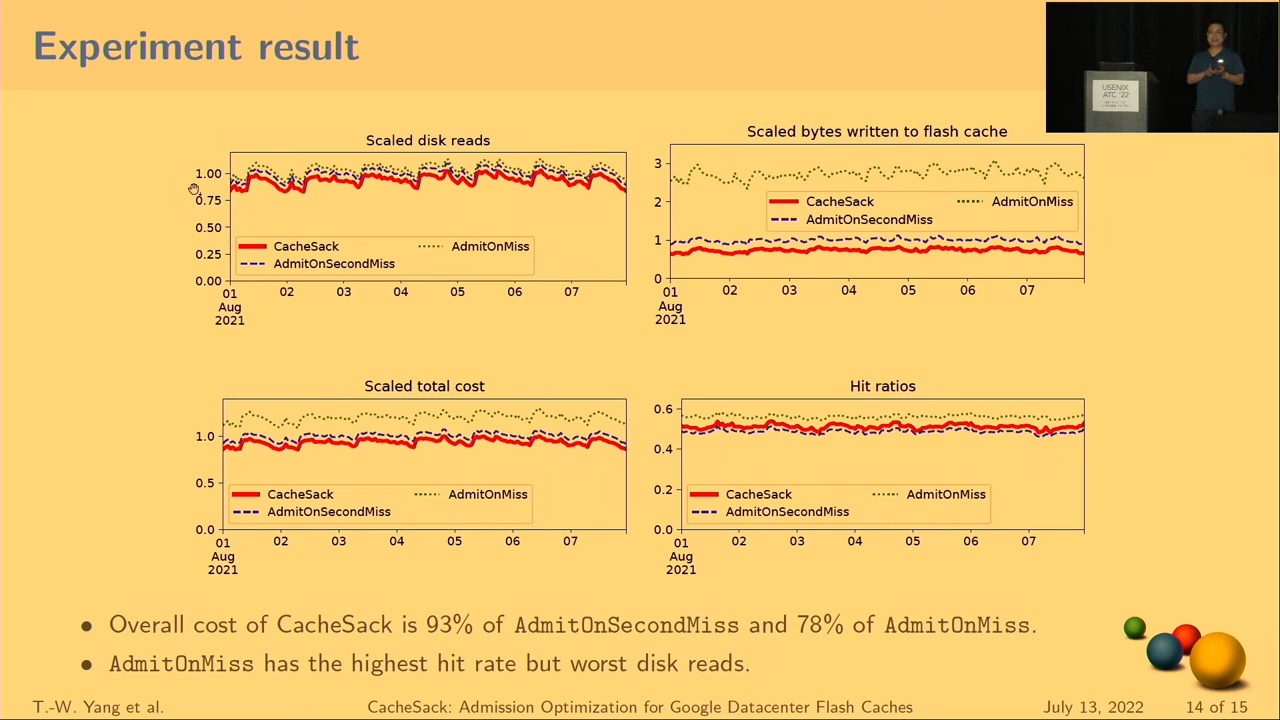 Experiment result
USENIX
ATC '22
Scaled disk reads
1.00
0.75
0.50
0.25
0.00
CacheSack
AdmitOnMiss
AdmitOnSecondMiss
01
02
03
04
05
06
07
Aug
2021
Scaled bytes written to flash cache
3
2
1
0
CacheSack
AdmitOnMiss
AdmitOnSecondMiss
01
02
03
04
05
06
07
Aug
2021
Scaled total cost
1.0
0.5
0.0
CacheSack
AdmitOnMiss
AdmitOnSecondMiss
01
02
03
04
05
06
07
Aug
2021
Hit ratios
0.6
0.4
0.2
0.0
CacheSack
AdmitOnMiss
AdmitOnSecondMiss
01
02
03
04
05
06
07
Aug
2021
• Overall cost of CacheSack is 93% of AdmitOnSecondMiss and 78% of AdmitOnMiss.
• AdmitOnMiss has the highest hit rate but worst disk reads.
T.-W. Yang et al.
CacheSack: Admission Optimization for Google Datacenter Flash Caches
July 13, 2022
14 of 15